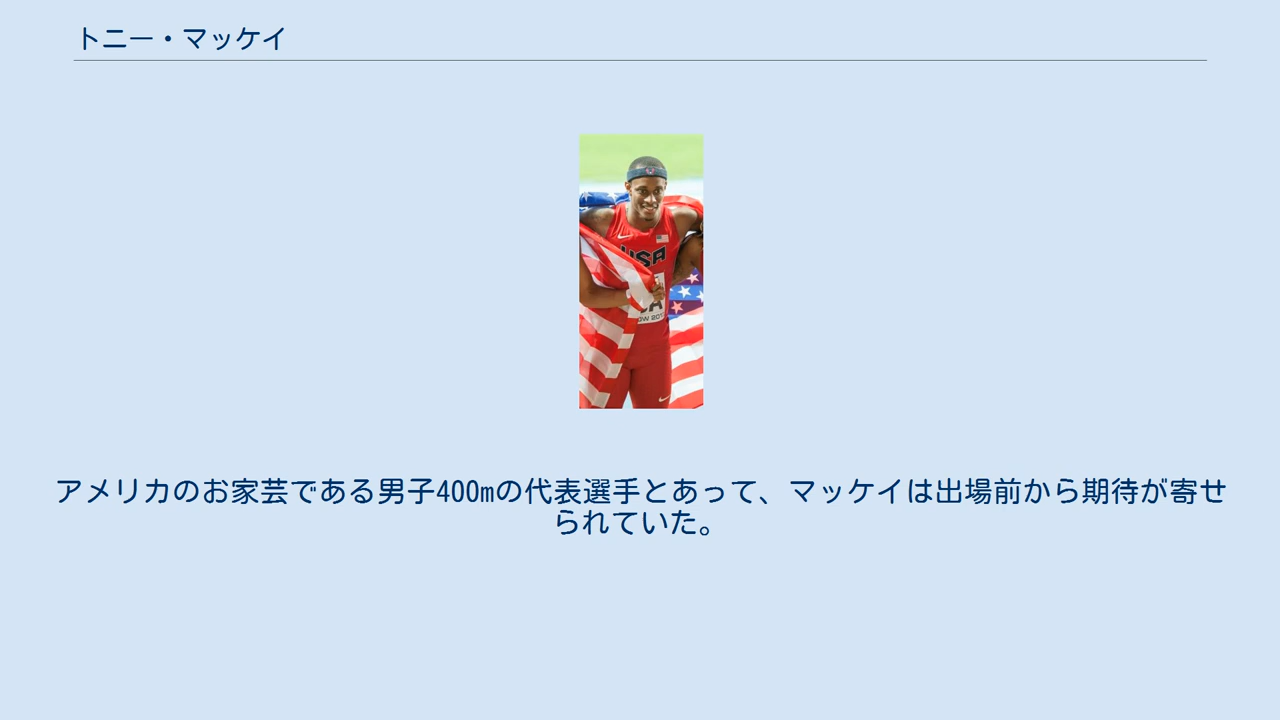 トニー・マッケイ
USA
アメリカのお家芸である男子400mの代表選手とあって、マッケイは出場前から期待が寄せ
られていた。